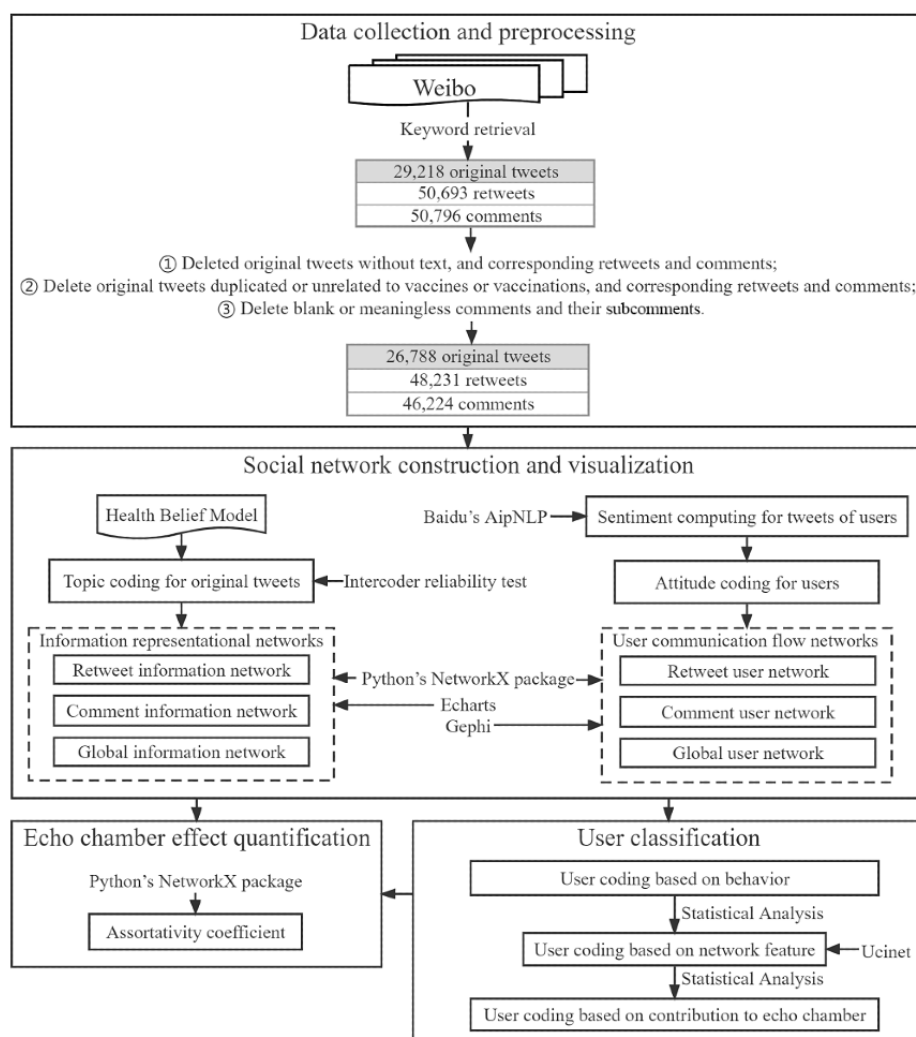 Data collection and preprocessing
Weibo
Keyword retrieval
29,218 original tweets
50,693 retweets
50,796 comments
① Deleted original tweets without text, and corresponding retweets and comments;
② Delete original tweets duplicated or unrelated to vaccines or vaccinations, and corresponding retweets and comments;
③ Delete blank or meaningless comments and their subcomments.
26,788 original tweets
48,231 retweets
46,224 comments
Social network construction and visualization
Health Belief Model
Topic coding for original tweets
Intercoder reliability test
Information representational networks
Retweet information network
Comment information network
Global information network
Baidu's AipNLP
Sentiment computing for tweets of users
Attitude coding for users
User communication flow networks
Retweet user network
Comment user network
Global user network
Python's NetworkX package
Echarts
Gephi
Echo chamber effect quantification
Python's NetworkX package
Assortativity coefficient
User classification
User coding based on behavior
Statistical Analysis
User coding based on network feature
Ucinet
Statistical Analysis
User coding based on contribution to echo chamber